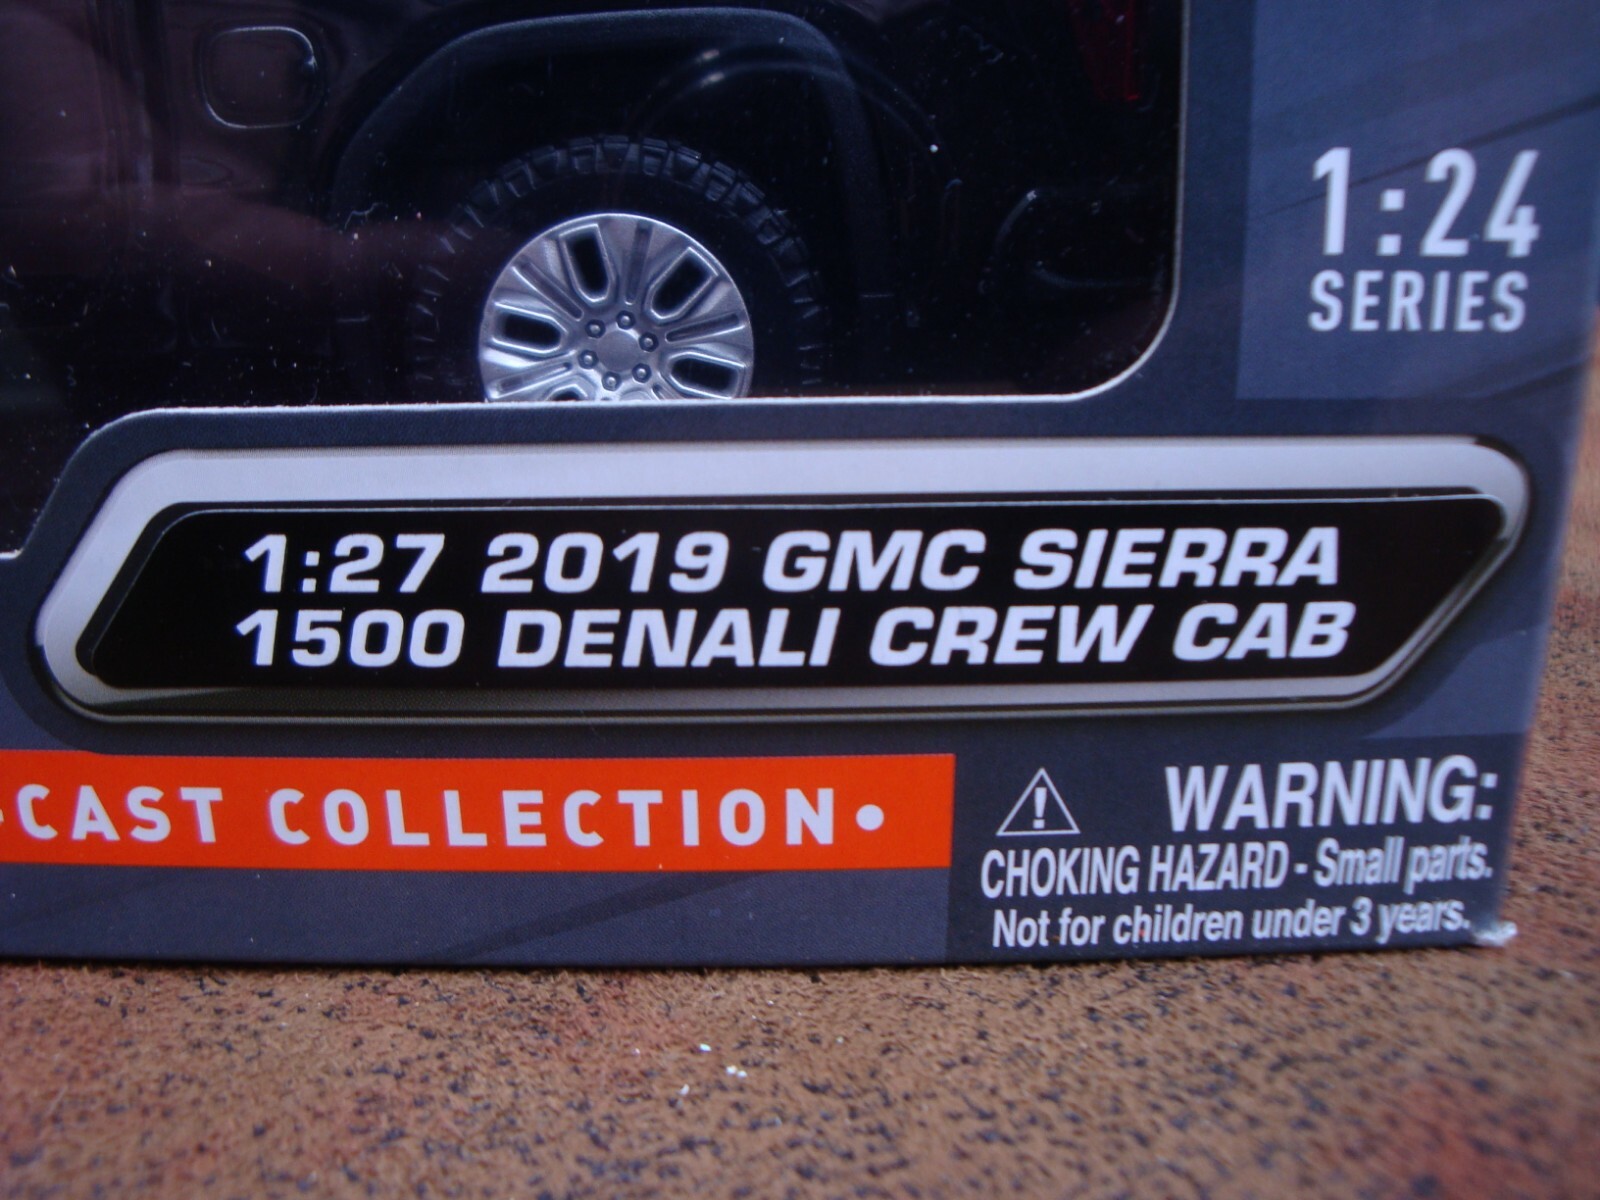 1:24
SERIES
1:27 2019 GMC SIERRA
1500 DENALI CREW CAB
-CAST COLLECTION•
WARNING:
CHOKING HAZARD - Small parts.
Not for children under 3 years.